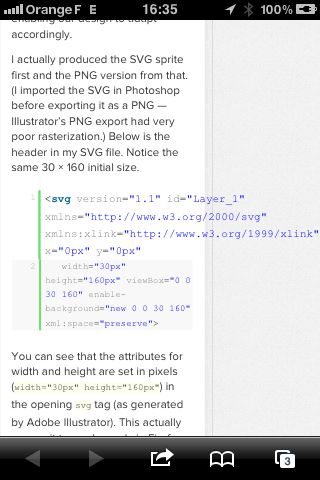 Orange F E 16:35 100%
enabling our design to adapt
accordingly.
I actually produced the SVG sprite
first and the PNG version from that.
(I imported the SVG in Photoshop
before exporting it as a PNG —
Illustrator's PNG export had very
poor rasterization.) Below is the
header in my SVG file. Notice the
same 30 × 160 initial size.
1 <svg version="1.1" id="Layer_1"
xmlns="http://www.w3.org/2000/svg"
xmlns:xlink="http://www.w3.org/1999/xlink"
x="0px" y="0px"
2 width="30px"
height="160px" viewBox="0 0
30 160" enable-
background="new 0 0 30 160"
xml:space="preserve">
You can see that the attributes for
width and height are set in pixels
(width="30px" height="160px") in
the opening svg tag (as generated
by Adobe Illustrator). This actually
3